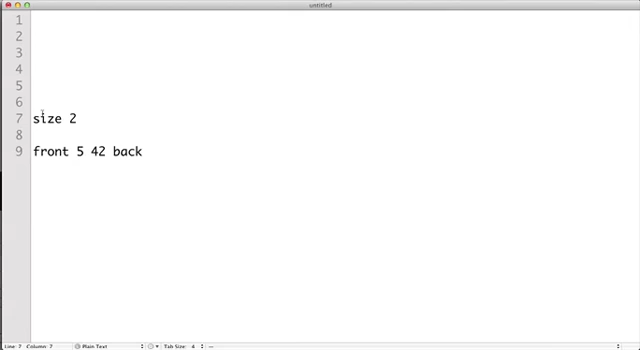 untitled
1
2
3
4
5
6
7 size 2
8
9 front 5 42 back
Line: 7 Column: 7 Plain Text Tab Size: 4 —